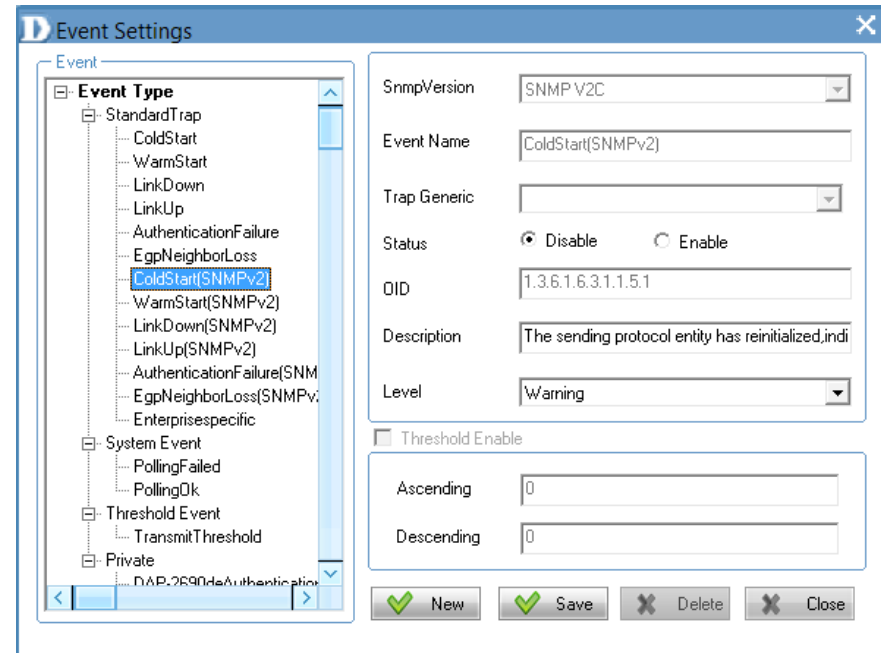 Event Settings
Event
Event Type
StandardTrap
ColdStart
WarmStart
LinkDown
LinkUp
AuthenticationFailure
EgpNeighborLoss
ColdStart(SNMPv2)
WarmStart(SNMPv2)
LinkDown(SNMPv2)
LinkUp(SNMPv2)
AuthenticationFailure(SNM
EgpNeighborLoss(SNMPv
Enterprisespecific
System Event
PollingFailed
PollingOk
Threshold Event
TransmitThreshold
Private
DAP-2690deAuthentication
SnmpVersion SNMP V2C
Event Name ColdStart(SNMPv2)
Trap Generic
Status Disable Enable
OID 1.3.6.1.6.3.1.1.5.1
Description The sending protocol entity has reinitialized,indi
Level Warning
Threshold Enable
Ascending 0
Descending 0
New Save Delete Close